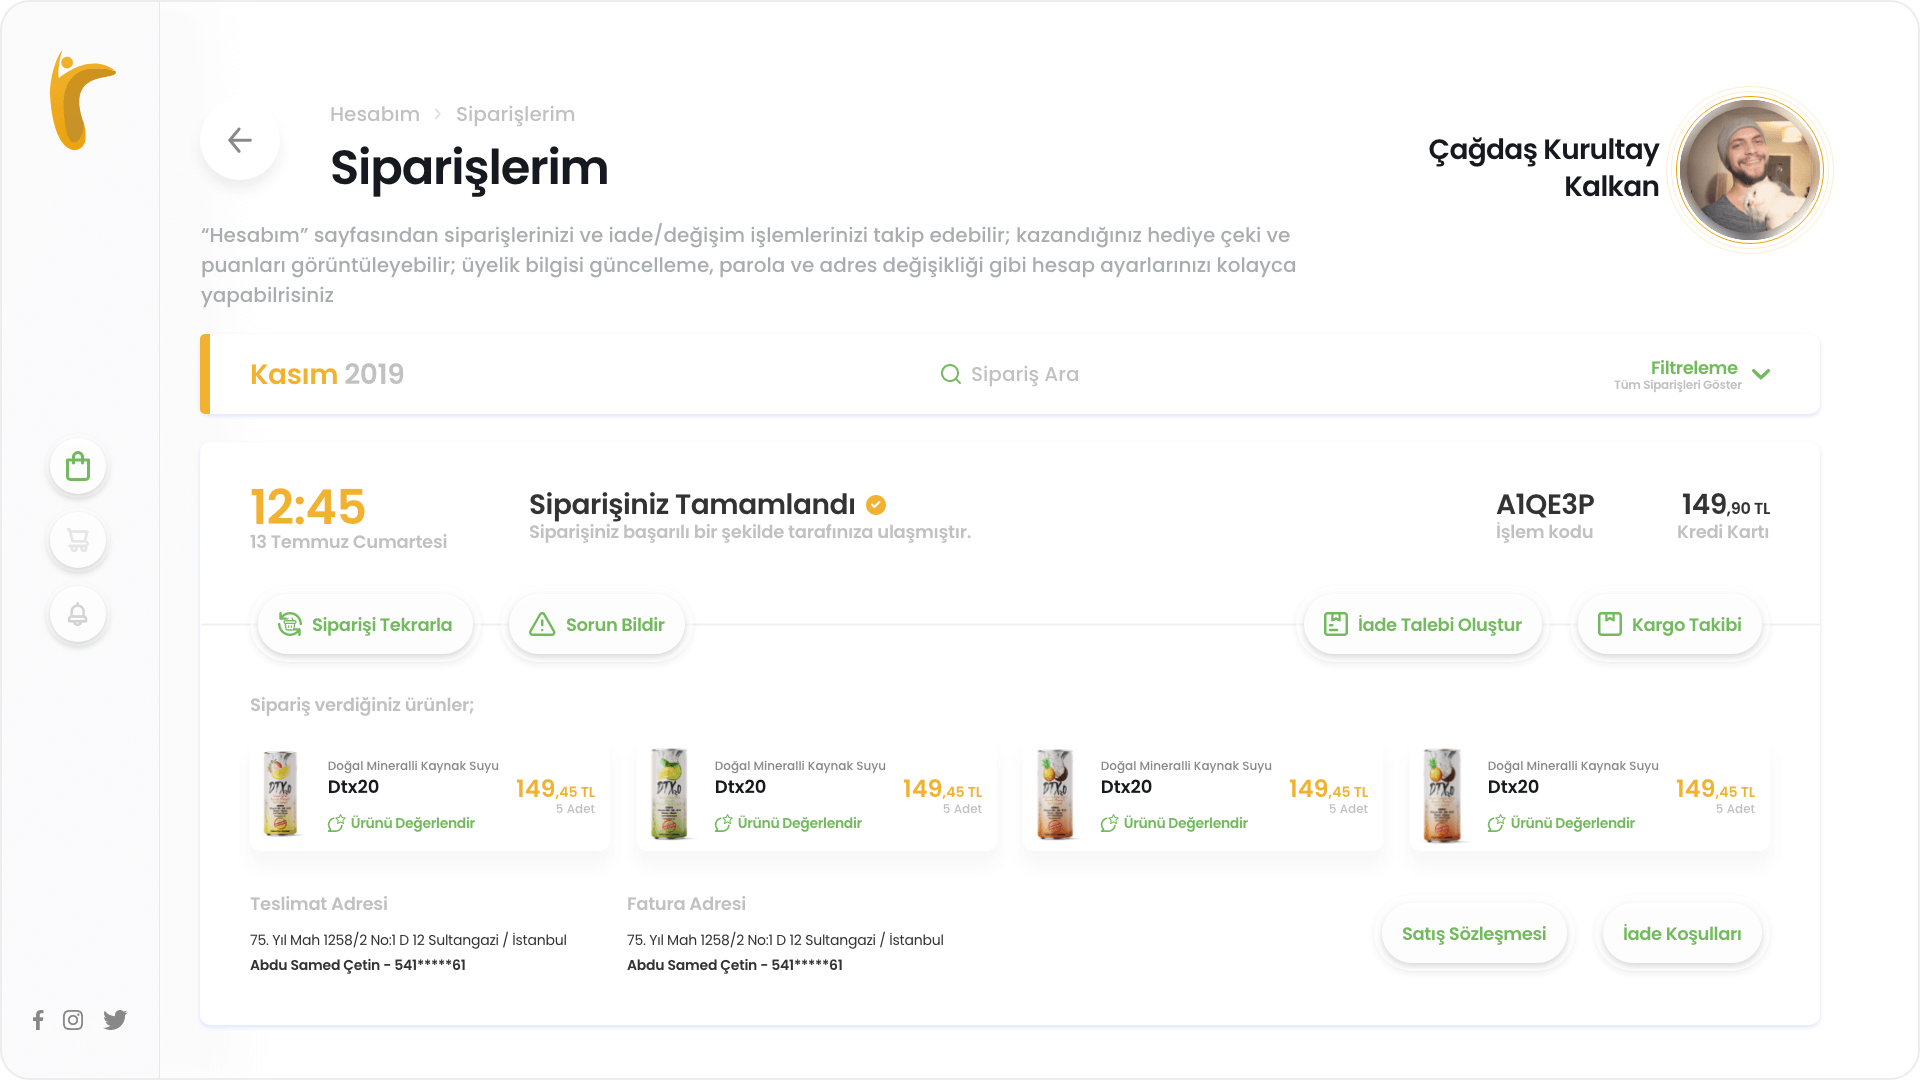 Hesabım > Siparişlerim
Siparişlerim
Çağdaş Kurultay
Kalkan
“Hesabım” sayfasından siparişlerinizi ve iade/değişim işlemlerinizi takip edebilir; kazandığınız hediye çeki ve
puanları görüntüleyebilir; üyelik bilgisi güncelleme, parola ve adres değişikliği gibi hesap ayarlarınızı kolayca
yapabilrisiniz
Kasım 2019
Sipariş Ara
Filtreleme
Tüm Siparişleri Göster
12:45
13 Temmuz Cumartesi
Siparişiniz Tamamlandı
Siparişiniz başarılı bir şekilde tarafınıza ulaşmıştır.
A1QE3P
İşlem kodu
149,90 TL
Kredi Kartı
Siparişi Tekrarla
Sorun Bildir
İade Talebi Oluştur
Kargo Takibi
Sipariş verdiğiniz ürünler;
DTX20
Doğal Mineralli Kaynak Suyu
Dtx20
149,45 TL
5 Adet
Ürünü Değerlendir
DTX20
Doğal Mineralli Kaynak Suyu
Dtx20
149,45 TL
5 Adet
Ürünü Değerlendir
DTX20
Doğal Mineralli Kaynak Suyu
Dtx20
149,45 TL
5 Adet
Ürünü Değerlendir
DTX20
Doğal Mineralli Kaynak Suyu
Dtx20
149,45 TL
5 Adet
Ürünü Değerlendir
Teslimat Adresi
75. Yıl Mah 1258/2 No:1 D 12 Sultangazi / İstanbul
Abdu Samed Çetin - 541*****61
Fatura Adresi
75. Yıl Mah 1258/2 No:1 D 12 Sultangazi / İstanbul
Abdu Samed Çetin - 541*****61
Satış Sözleşmesi
İade Koşulları